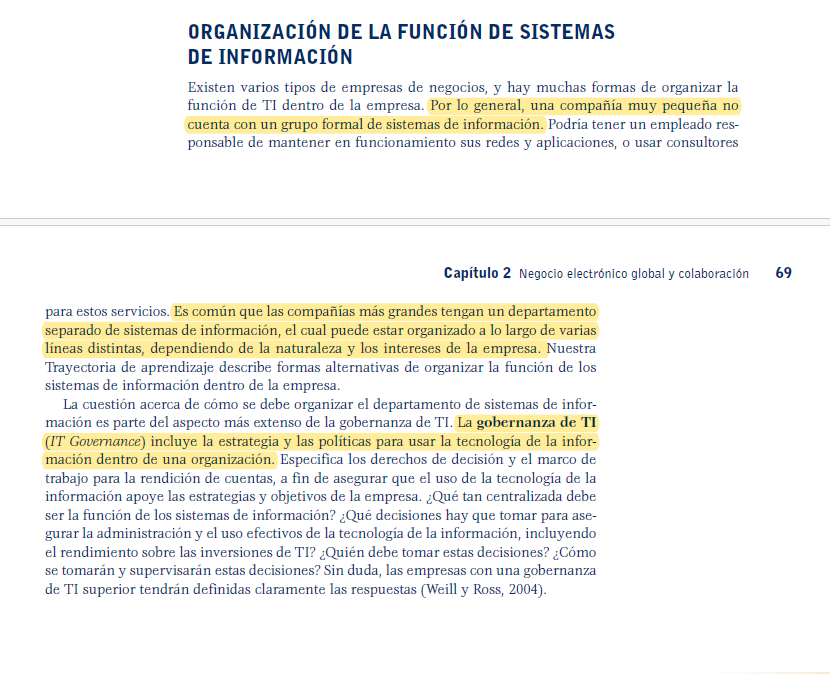 ORGANIZACIÓN DE LA FUNCIÓN DE SISTEMAS
DE INFORMACIÓN
Existen varios tipos de empresas de negocios, y hay muchas formas de organizar la
función de TI dentro de la empresa. Por lo general, una compañía muy pequeña no
cuenta con un grupo formal de sistemas de información. Podría tener un empleado res-
ponsable de mantener en funcionamiento sus redes y aplicaciones, o usar consultores
Capítulo 2 Negocio electrónico global y colaboración 69
para estos servicios. Es común que las compañías más grandes tengan un departamento
separado de sistemas de información, el cual puede estar organizado a lo largo de varias
líneas distintas, dependiendo de la naturaleza y los intereses de la empresa. Nuestra
Trayectoria de aprendizaje describe formas alternativas de organizar la función de los
sistemas de información dentro de la empresa.
La cuestión acerca de cómo se debe organizar el departamento de sistemas de infor-
mación es parte del aspecto más extenso de la gobernanza de TI. La gobernanza de TI
(IT Governance) incluye la estrategia y las políticas para usar la tecnología de la infor-
mación dentro de una organización. Especifica los derechos de decisión y el marco de
trabajo para la rendición de cuentas, a fin de asegurar que el uso de la tecnología de la
información apoye las estrategias y objetivos de la empresa. ¿Qué tan centralizada debe
ser la función de los sistemas de información? ¿Qué decisiones hay que tomar para ase-
gurar la administración y el uso efectivos de la tecnología de la información, incluyendo
el rendimiento sobre las inversiones de TI? ¿Quién debe tomar estas decisiones? ¿Cómo
se tomarán y supervisarán estas decisiones? Sin duda, las empresas con una gobernanza
de TI superior tendrán definidas claramente las respuestas (Weill y Ross, 2004).